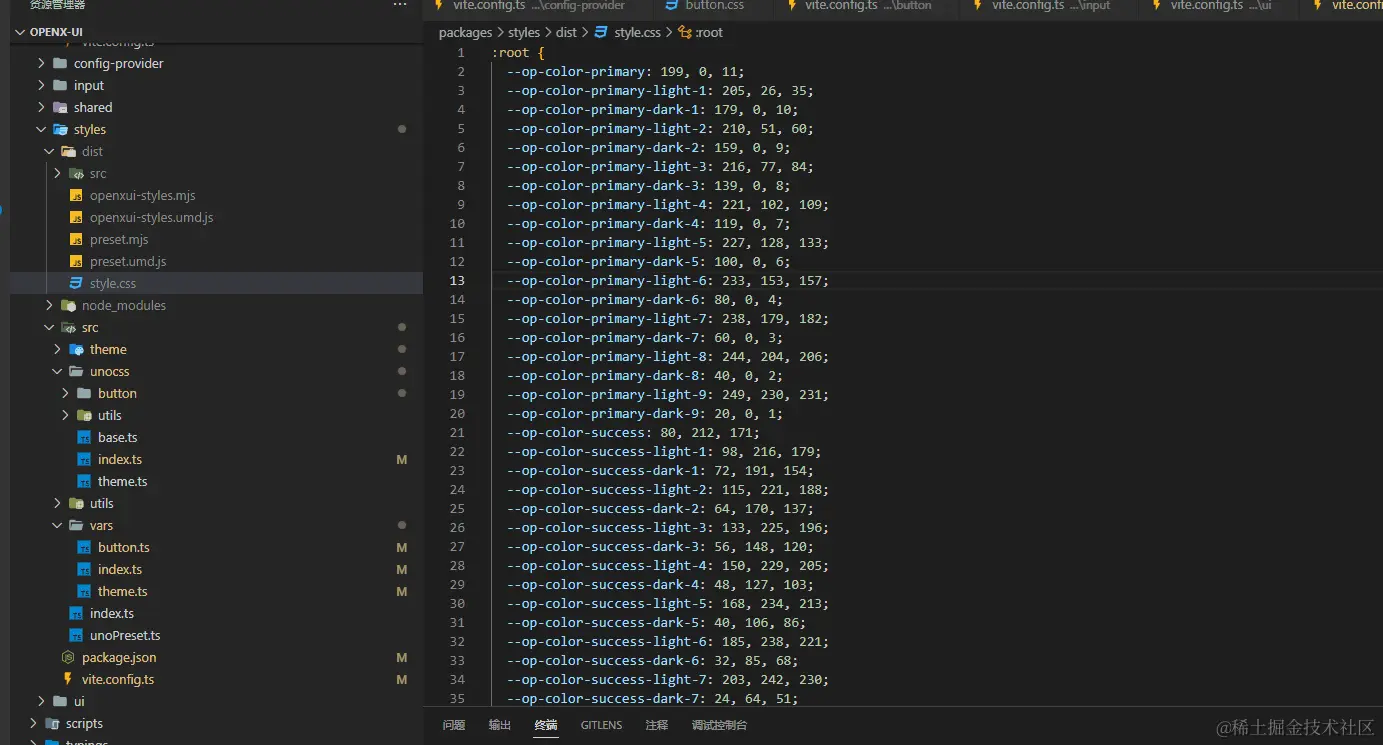 资源管理器
···
OPENX-UI
vite.config.ts
config-provider
input
shared
styles
dist
src
openxui-styles.mjs
openxui-styles.umd.js
preset.mjs
preset.umd.js
style.css
node_modules
src
theme
unocss
button
utils
base.ts
index.ts M
theme.ts
utils
vars
button.ts M
index.ts M
theme.ts M
index.ts
unoPreset.ts
package.json M
vite.config.ts M
ui
scripts
typings
vite.config.ts ...\config-provider button.css vite.config.ts ...\button vite.config.ts ...\input vite.config.ts ...\ui vite.confi
packages > styles > dist > style.css > :root
1 :root {
2 --op-color-primary: 199, 0, 11;
3 --op-color-primary-light-1: 205, 26, 35;
4 --op-color-primary-dark-1: 179, 0, 10;
5 --op-color-primary-light-2: 210, 51, 60;
6 --op-color-primary-dark-2: 159, 0, 9;
7 --op-color-primary-light-3: 216, 77, 84;
8 --op-color-primary-dark-3: 139, 0, 8;
9 --op-color-primary-light-4: 221, 102, 109;
10 --op-color-primary-dark-4: 119, 0, 7;
11 --op-color-primary-light-5: 227, 128, 133;
12 --op-color-primary-dark-5: 100, 0, 6;
13 --op-color-primary-light-6: 233, 153, 157;
14 --op-color-primary-dark-6: 80, 0, 4;
15 --op-color-primary-light-7: 238, 179, 182;
16 --op-color-primary-dark-7: 60, 0, 3;
17 --op-color-primary-light-8: 244, 204, 206;
18 --op-color-primary-dark-8: 40, 0, 2;
19 --op-color-primary-light-9: 249, 230, 231;
20 --op-color-primary-dark-9: 20, 0, 1;
21 --op-color-success: 80, 212, 171;
22 --op-color-success-light-1: 98, 216, 179;
23 --op-color-success-dark-1: 72, 191, 154;
24 --op-color-success-light-2: 115, 221, 188;
25 --op-color-success-dark-2: 64, 170, 137;
26 --op-color-success-light-3: 133, 225, 196;
27 --op-color-success-dark-3: 56, 148, 120;
28 --op-color-success-light-4: 150, 229, 205;
29 --op-color-success-dark-4: 48, 127, 103;
30 --op-color-success-light-5: 168, 234, 213;
31 --op-color-success-dark-5: 40, 106, 86;
32 --op-color-success-light-6: 185, 238, 221;
33 --op-color-success-dark-6: 32, 85, 68;
34 --op-color-success-light-7: 203, 242, 230;
35 --op-color-success-dark-7: 24, 64, 51;
问题 输出 终端 GITLENS 注释 调试控制台
@稀土掘金技术社区